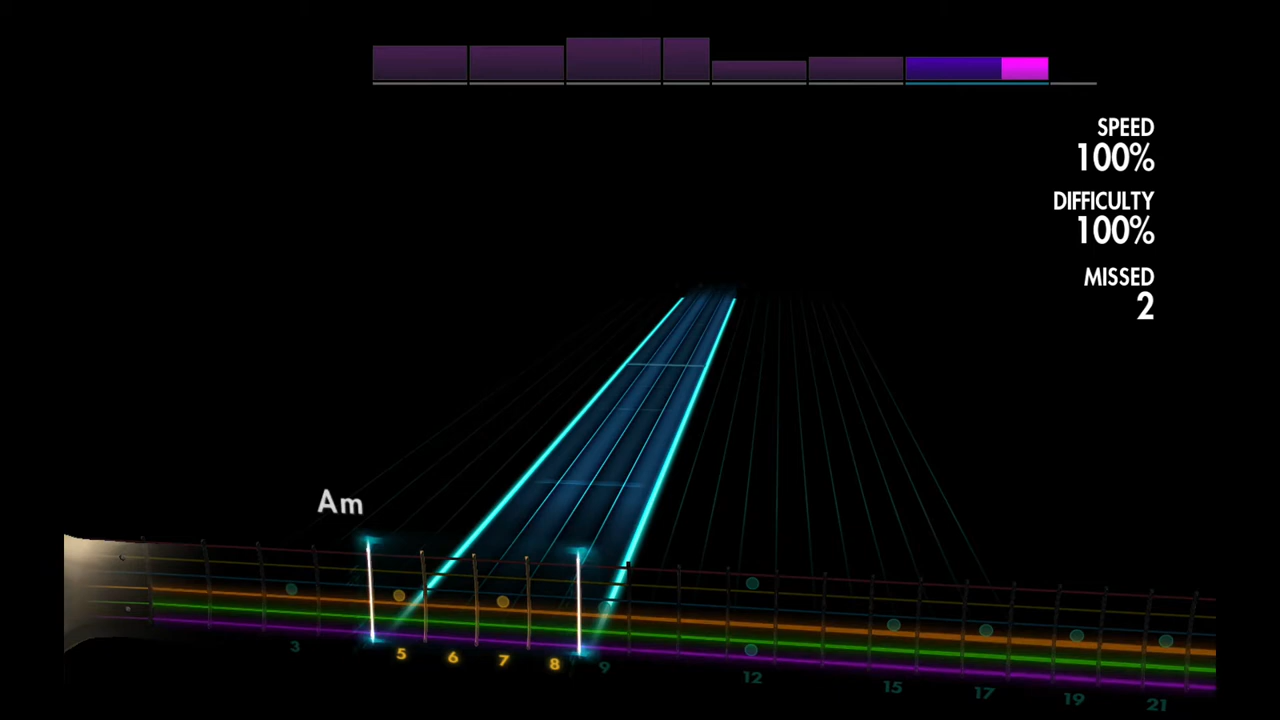 SPEED
100%
DIFFICULTY
100%
MISSED
2
Am
3 5 6 7 8 9 12 15 17 19 21